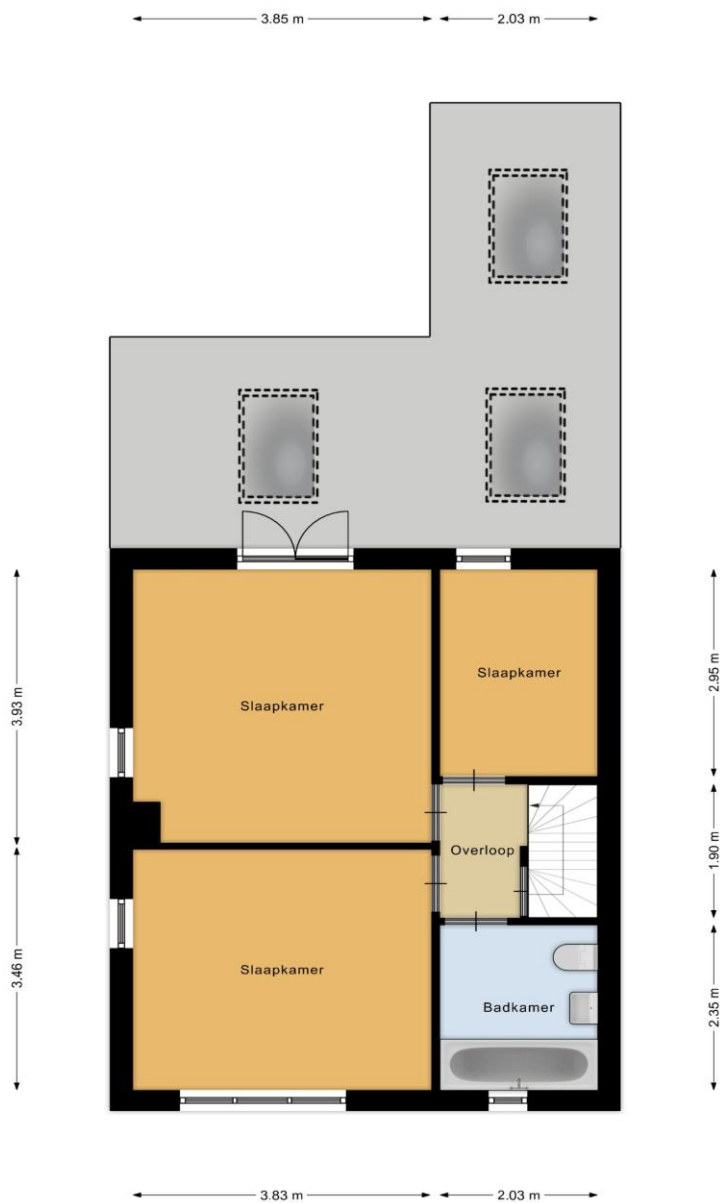 3.85 m
2.03 m
Slaapkamer
Slaapkamer
3.93 m
2.95 m
Overloop
1.90 m
Slaapkamer
Badkamer
3.46 m
2.35 m
3.83 m
2.03 m